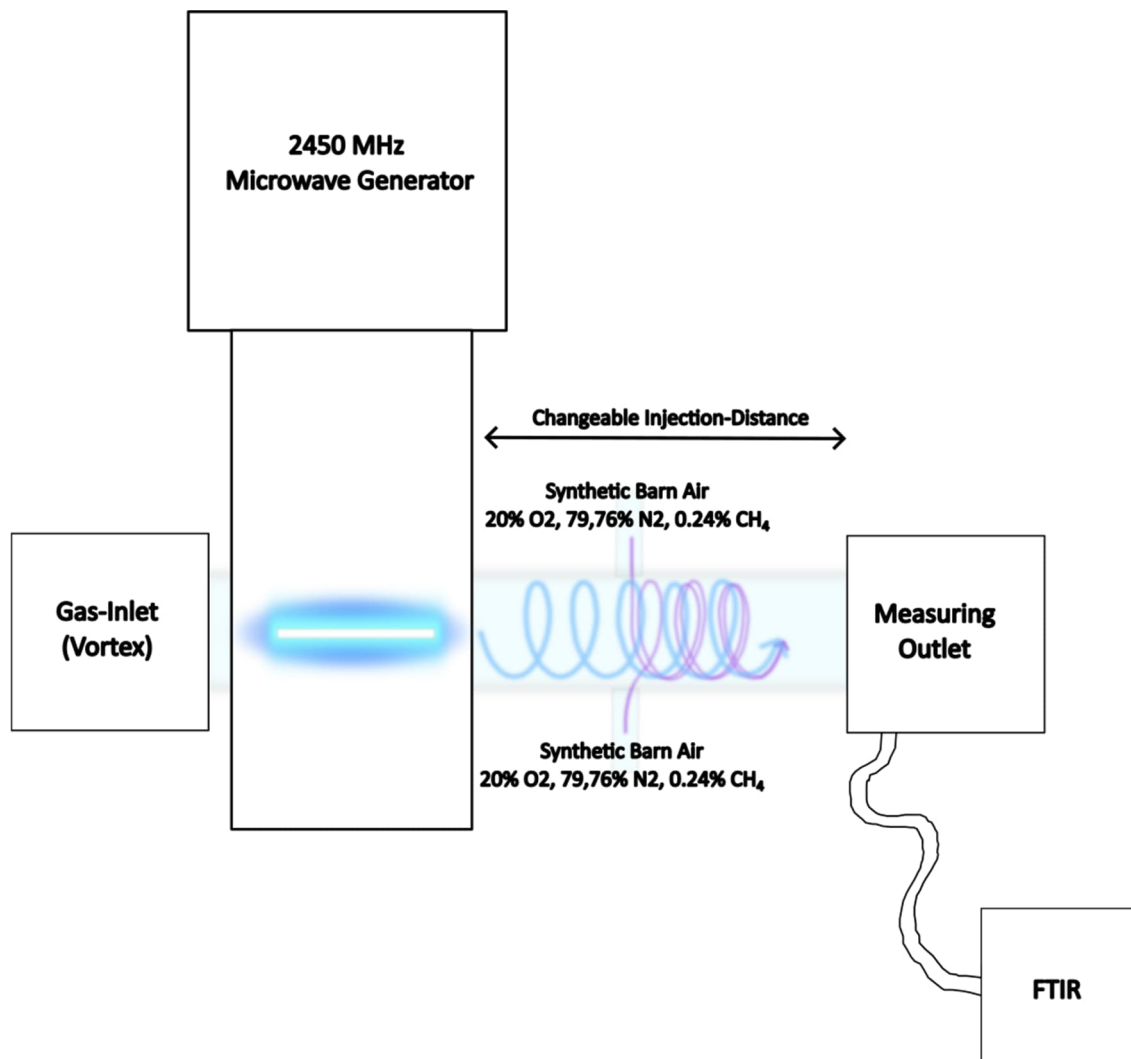 2450 MHz
Microwave Generator
Changeable Injection-Distance
Synthetic Barn Air
20% O2, 79,76% N2, 0.24% CH₄
Gas-Inlet
(Vortex)
Measuring
Outlet
Synthetic Barn Air
20% O2, 79,76% N2, 0.24% CH₄
FTIR